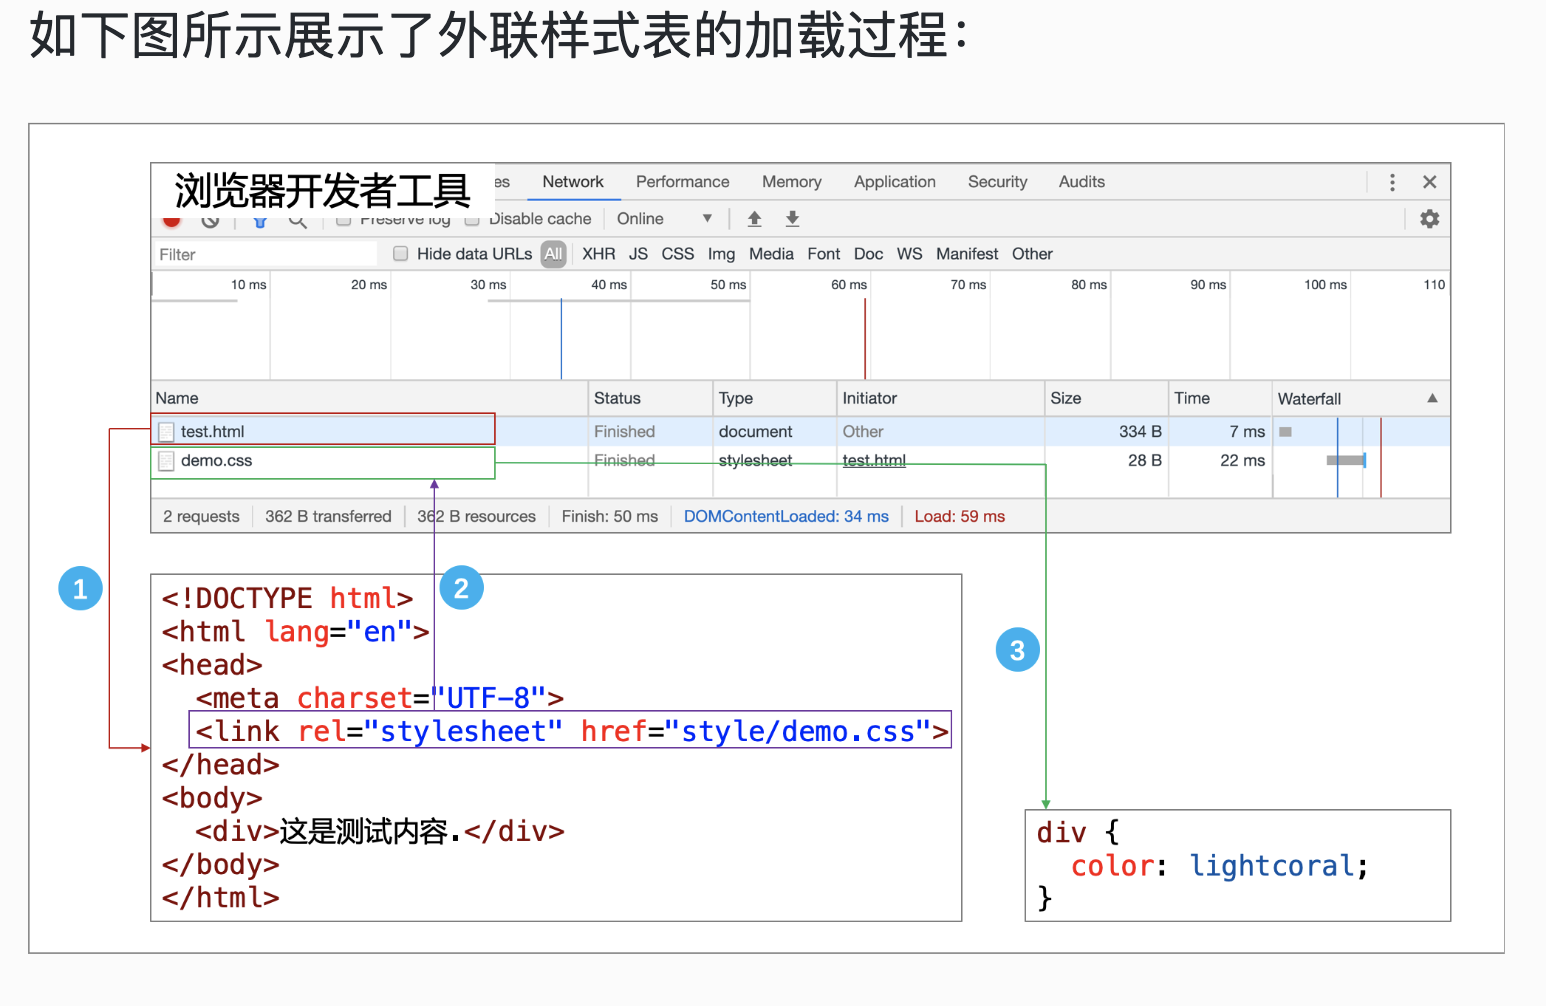 如下图所示展示了外联样式表的加载过程：
浏览器开发者工具
es Network Performance Memory Application Security Audits
Preserve log Disable cache Online
Filter Hide data URLs All XHR JS CSS Img Media Font Doc WS Manifest Other
10 ms 20 ms 30 ms 40 ms 50 ms 60 ms 70 ms 80 ms 90 ms 100 ms 110
Name Status Type Initiator Size Time Waterfall
test.html Finished document Other 334 B 7 ms
demo.css Finished stylesheet test.html 28 B 22 ms
2 requests 362 B transferred 362 B resources Finish: 50 ms DOMContentLoaded: 34 ms Load: 59 ms
1
2
<!DOCTYPE html>
<html lang="en">
<head>
<meta charset="UTF-8">
<link rel="stylesheet" href="style/demo.css">
</head>
<body>
<div>这是测试内容.</div>
</body>
</html>
3
div {
color: lightcoral;
}